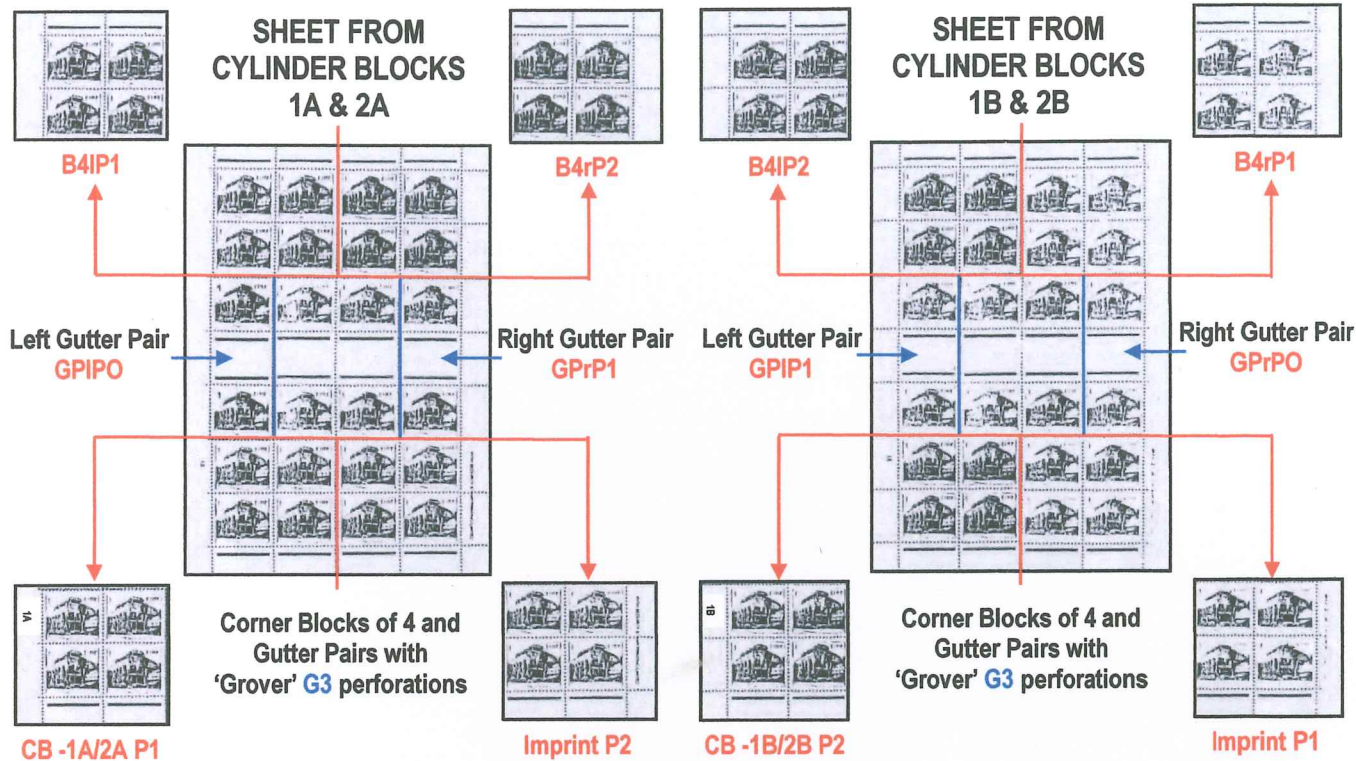 SHEET FROM
CYLINDER BLOCKS
1A & 2A
B4lP1
B4rP2
Left Gutter Pair
GPlPO
Right Gutter Pair
GPrP1
1A
CB -1A/2A P1
Corner Blocks of 4 and
Gutter Pairs with
‘Grover’ G3 perforations
Imprint P2
SHEET FROM
CYLINDER BLOCKS
1B & 2B
B4lP2
B4rP1
Left Gutter Pair
GPlP1
Right Gutter Pair
GPrPO
1B
CB -1B/2B P2
Corner Blocks of 4 and
Gutter Pairs with
‘Grover’ G3 perforations
Imprint P1